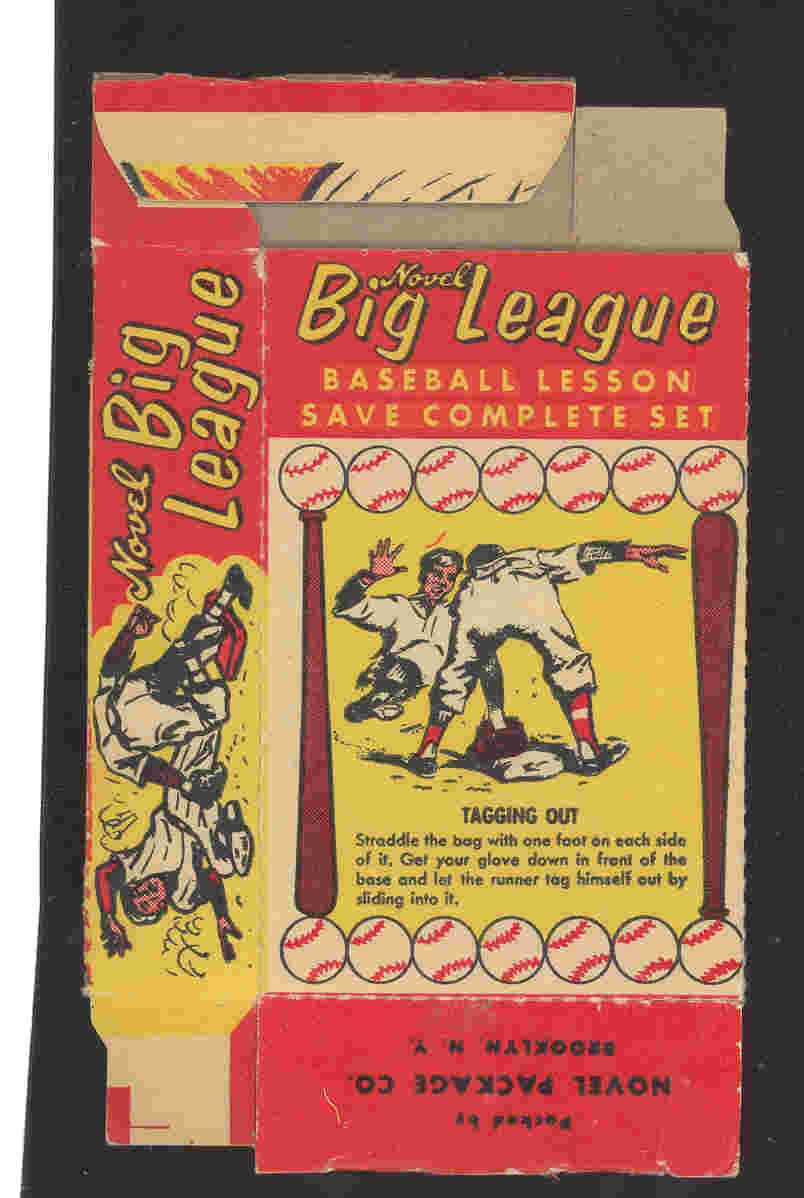 Novel
Big League
BASEBALL LESSON
SAVE COMPLETE SET
TAGGING OUT
Straddle the bag with one foot on each side
of it. Get your glove down in front of the
base and let the runner tag himself out by
sliding into it.
Packed by
NOVEL PACKAGE CO.
BROOKLYN, N. Y.
Novel
Big
League